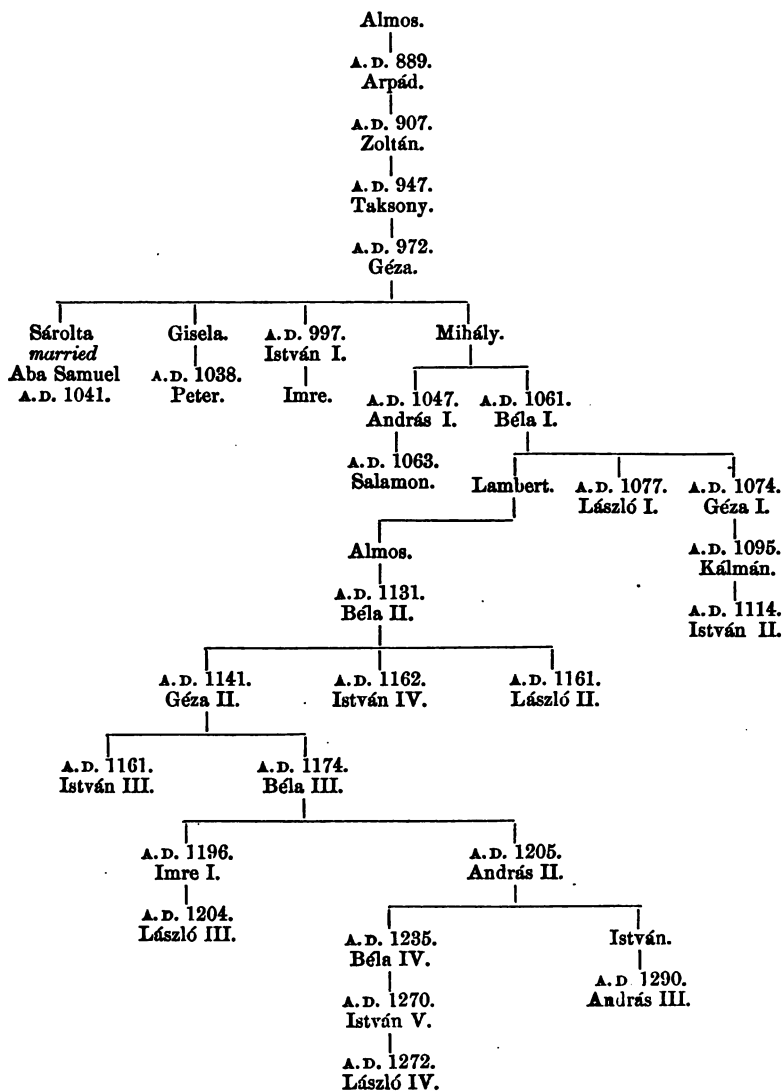 Almos.
A.D. 889.
Arpád.
A.D. 907.
Zoltán.
A.D. 947.
Taksony.
A.D. 972.
Géza.
Sárolta Gisela. A.D. 997. Mihály.
married István I.
Aba Samuel A.D. 1038. A.D. 1047. A.D. 1061.
A.D. 1041. Peter. Imre. András I. Béla I.
A.D. 1063.
Salamon. Lambert. A.D. 1077. A.D. 1074.
László I. Géza I.
Almos. A.D. 1095.
Kálmán.
A.D. 1131. A.D. 1114.
Béla II. István II.
A.D. 1141. A.D. 1162. A.D. 1161.
Géza II. István IV. László II.
A.D. 1161. A.D. 1174.
István III. Béla III.
A.D. 1196. A.D. 1205.
Imre I. András II.
A.D. 1204.
László III. A.D. 1235. István.
Béla IV.
A.D 1290.
A.D. 1270. András III.
István V.
A.D. 1272.
László IV.